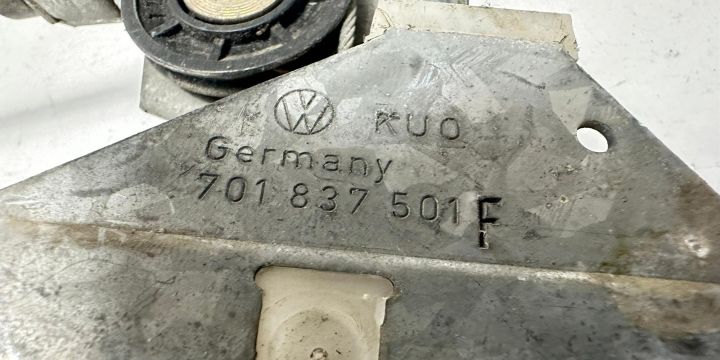 VW KUO
Germany
701 837 501 F